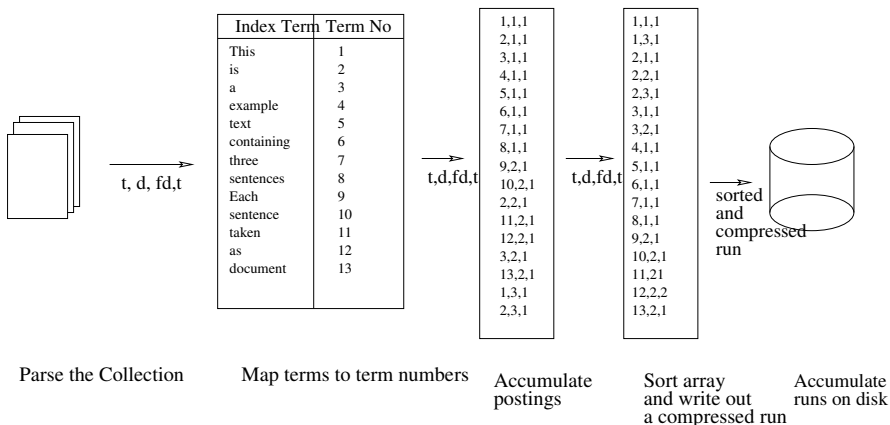 Index Term Term No
This 1
is 2
a 3
example 4
text 5
containing 6
three 7
sentences 8
Each 9
sentence 10
taken 11
as 12
document 13
t, d, fd,t
t,d,fd,t
1,1,1
2,1,1
3,1,1
4,1,1
5,1,1
6,1,1
7,1,1
8,1,1
9,2,1
10,2,1
2,2,1
11,2,1
12,2,1
3,2,1
13,2,1
1,3,1
2,3,1
t,d,fd,t
1,1,1
1,3,1
2,1,1
2,2,1
2,3,1
3,1,1
3,2,1
4,1,1
5,1,1
6,1,1
7,1,1
8,1,1
9,2,1
10,2,1
11,21
12,2,2
13,2,1
sorted
and
compressed
run
Parse the Collection
Map terms to term numbers
Accumulate
postings
Sort array
and write out
a compressed run
Accumulate
runs on disk